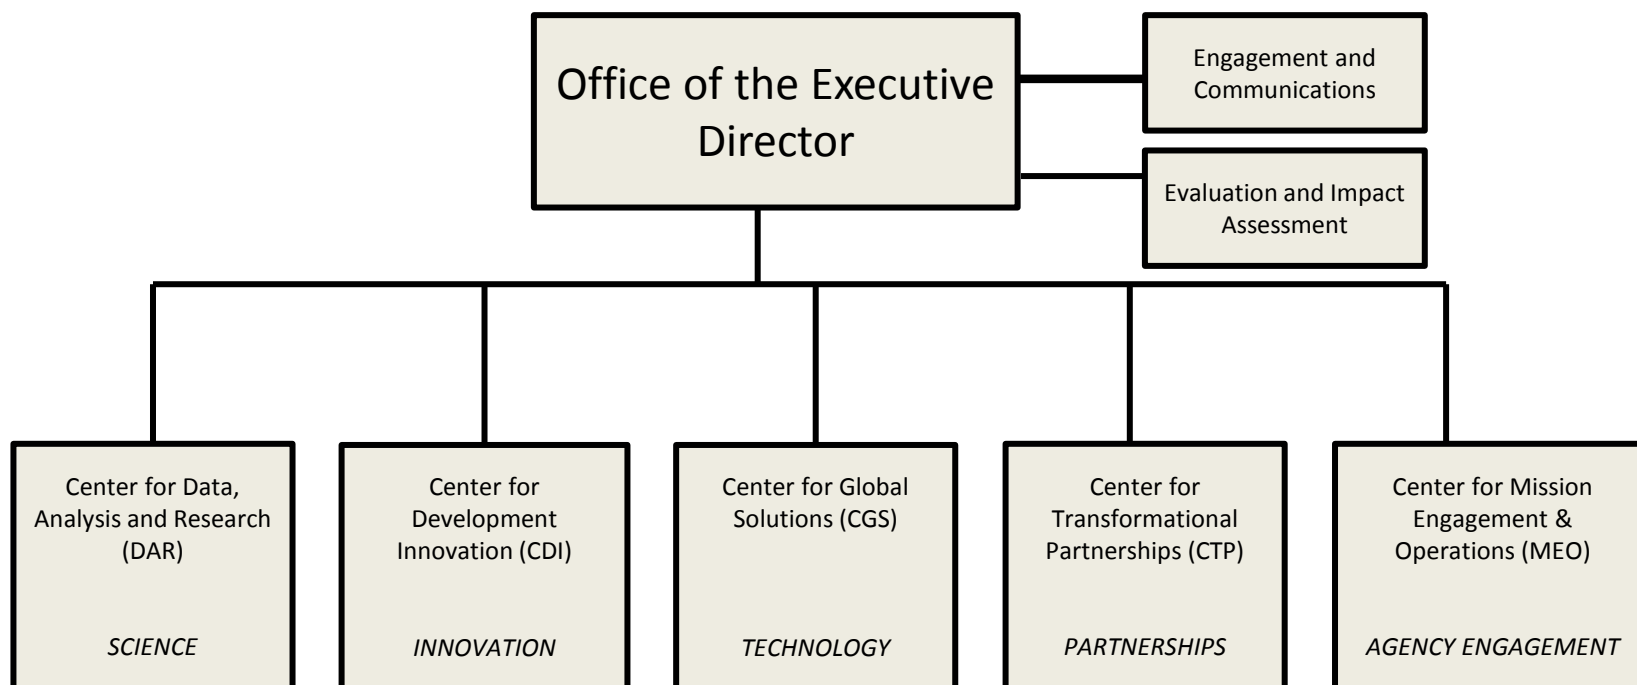 Office of the Executive
Director
Engagement and
Communications
Evaluation and Impact
Assessment
Center for Data,
Analysis and Research
(DAR)
SCIENCE
Center for
Development
Innovation (CDI)
INNOVATION
Center for Global
Solutions (CGS)
TECHNOLOGY
Center for
Transformational
Partnerships (CTP)
PARTNERSHIPS
Center for Mission
Engagement &
Operations (MEO)
AGENCY ENGAGEMENT